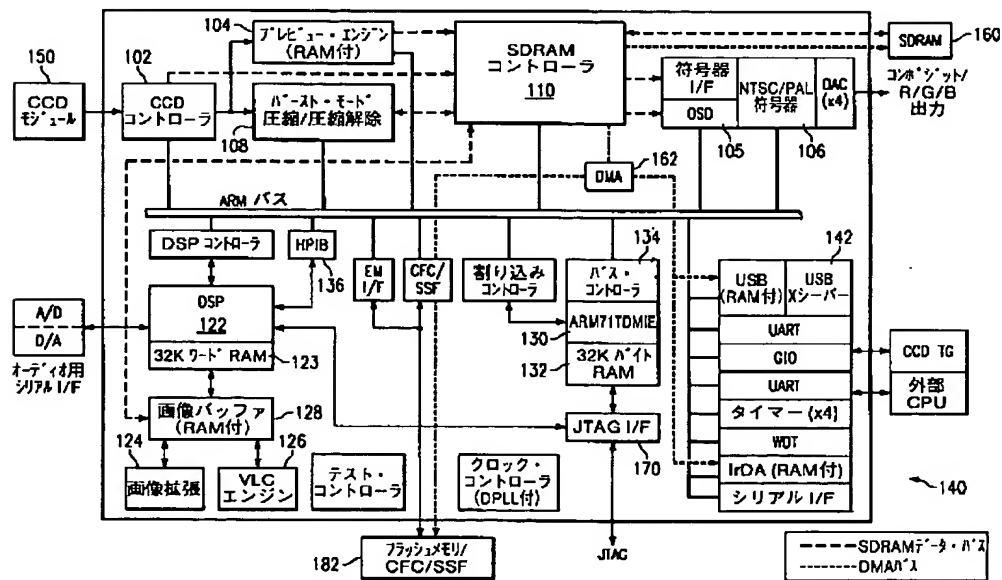 150
CCD
モジュール
102
CCD
コントローラ
104
プレビュー・エンジン
(RAM付)
バースト・モード
圧縮/圧縮解除
108
SDRAM
コントローラ
110
符号器
I/F
OSD
105
NTSC/PAL
符号器
106
DAC
(x4)
SDRAM
160
コンポジット/
R/G/B
出力
162
DMA
ARM バス
DSP コントローラ
HPIB
136
EM
I/F
CFC/
SSF
割り込み
コントローラ
134
バス・
コントローラ
ARM71TDMIE
130
32K バイト
RAM
132
142
USB
(RAM付)
USB
Xシーバー
UART
GIO
UART
タイマー (x4)
WDT
IrDA (RAM付)
シリアル I/F
CCD TG
外部
CPU
140
A/D
D/A
オーディオ用
シリアル I/F
DSP
122
32K ワード RAM
123
画像バッファ
(RAM付)
128
124
画像拡張
126
VLC
エンジン
テスト・
コントローラ
クロック・
コントローラ
(DPLL付)
JTAG I/F
170
JTAG
フラッシュメモリ/
CFC/SSF
182
SDRAMデータ・バス
DMAバス